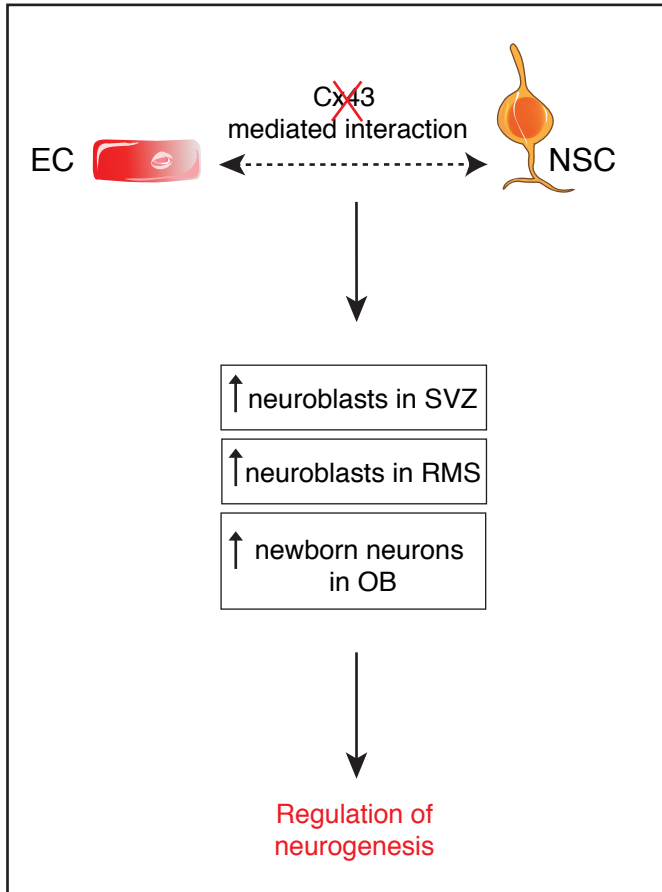 Cx43
mediated interaction
EC
NSC
↑ neuroblasts in SVZ
↑ neuroblasts in RMS
↑ newborn neurons
in OB
Regulation of
neurogenesis